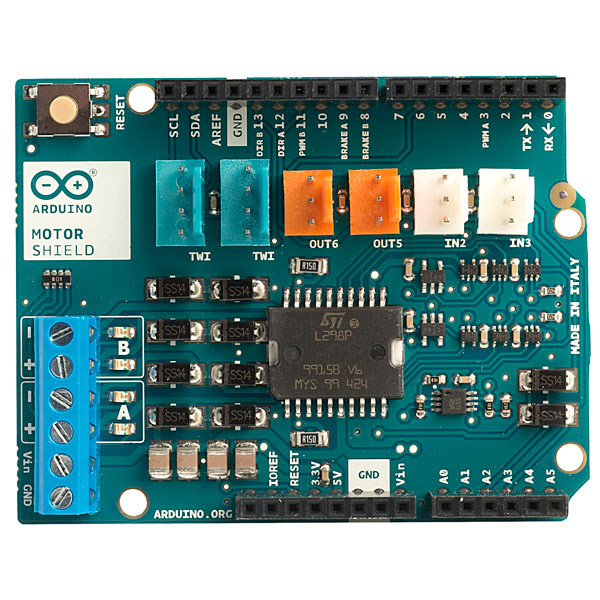 RESET
SCL
SDA
AREF
GND
DIR B 13
DIR A 12
PWM B 11
10
BRAKE A 9
BRAKE B 8
7
6
5
4
PWM A 3
2
TX→ 1
RX← 0
ARDUINO
MOTOR
SHIELD
TWI
TWI
OUT6
OUT5
IN2
IN3
MADE IN ITALY
R150
SS14
SS14
SS14
SS14
SS14
SS14
SS14
SS14
ST
L298P
99158 V6
MYS 99 424
SS14
SS14
R150
- B
+
- A
+
Vin
GND
IOREF
RESET
3.3V
5V
GND
Vin
A0
A1
A2
A3
A4
A5
ARDUINO.ORG